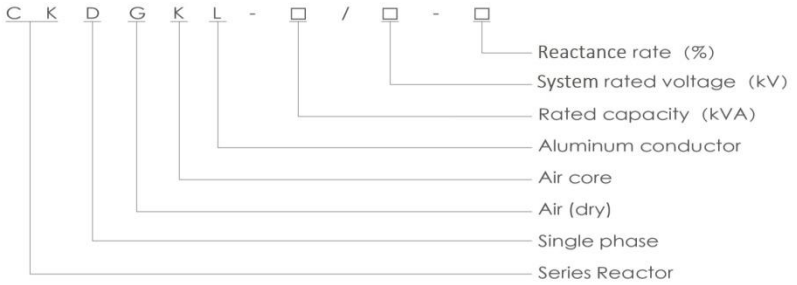 C K D G K L - □ / □ - □
Reactance rate (%)
System rated voltage (kV)
Rated capacity (kVA)
Aluminum conductor
Air core
Air (dry)
Single phase
Series Reactor